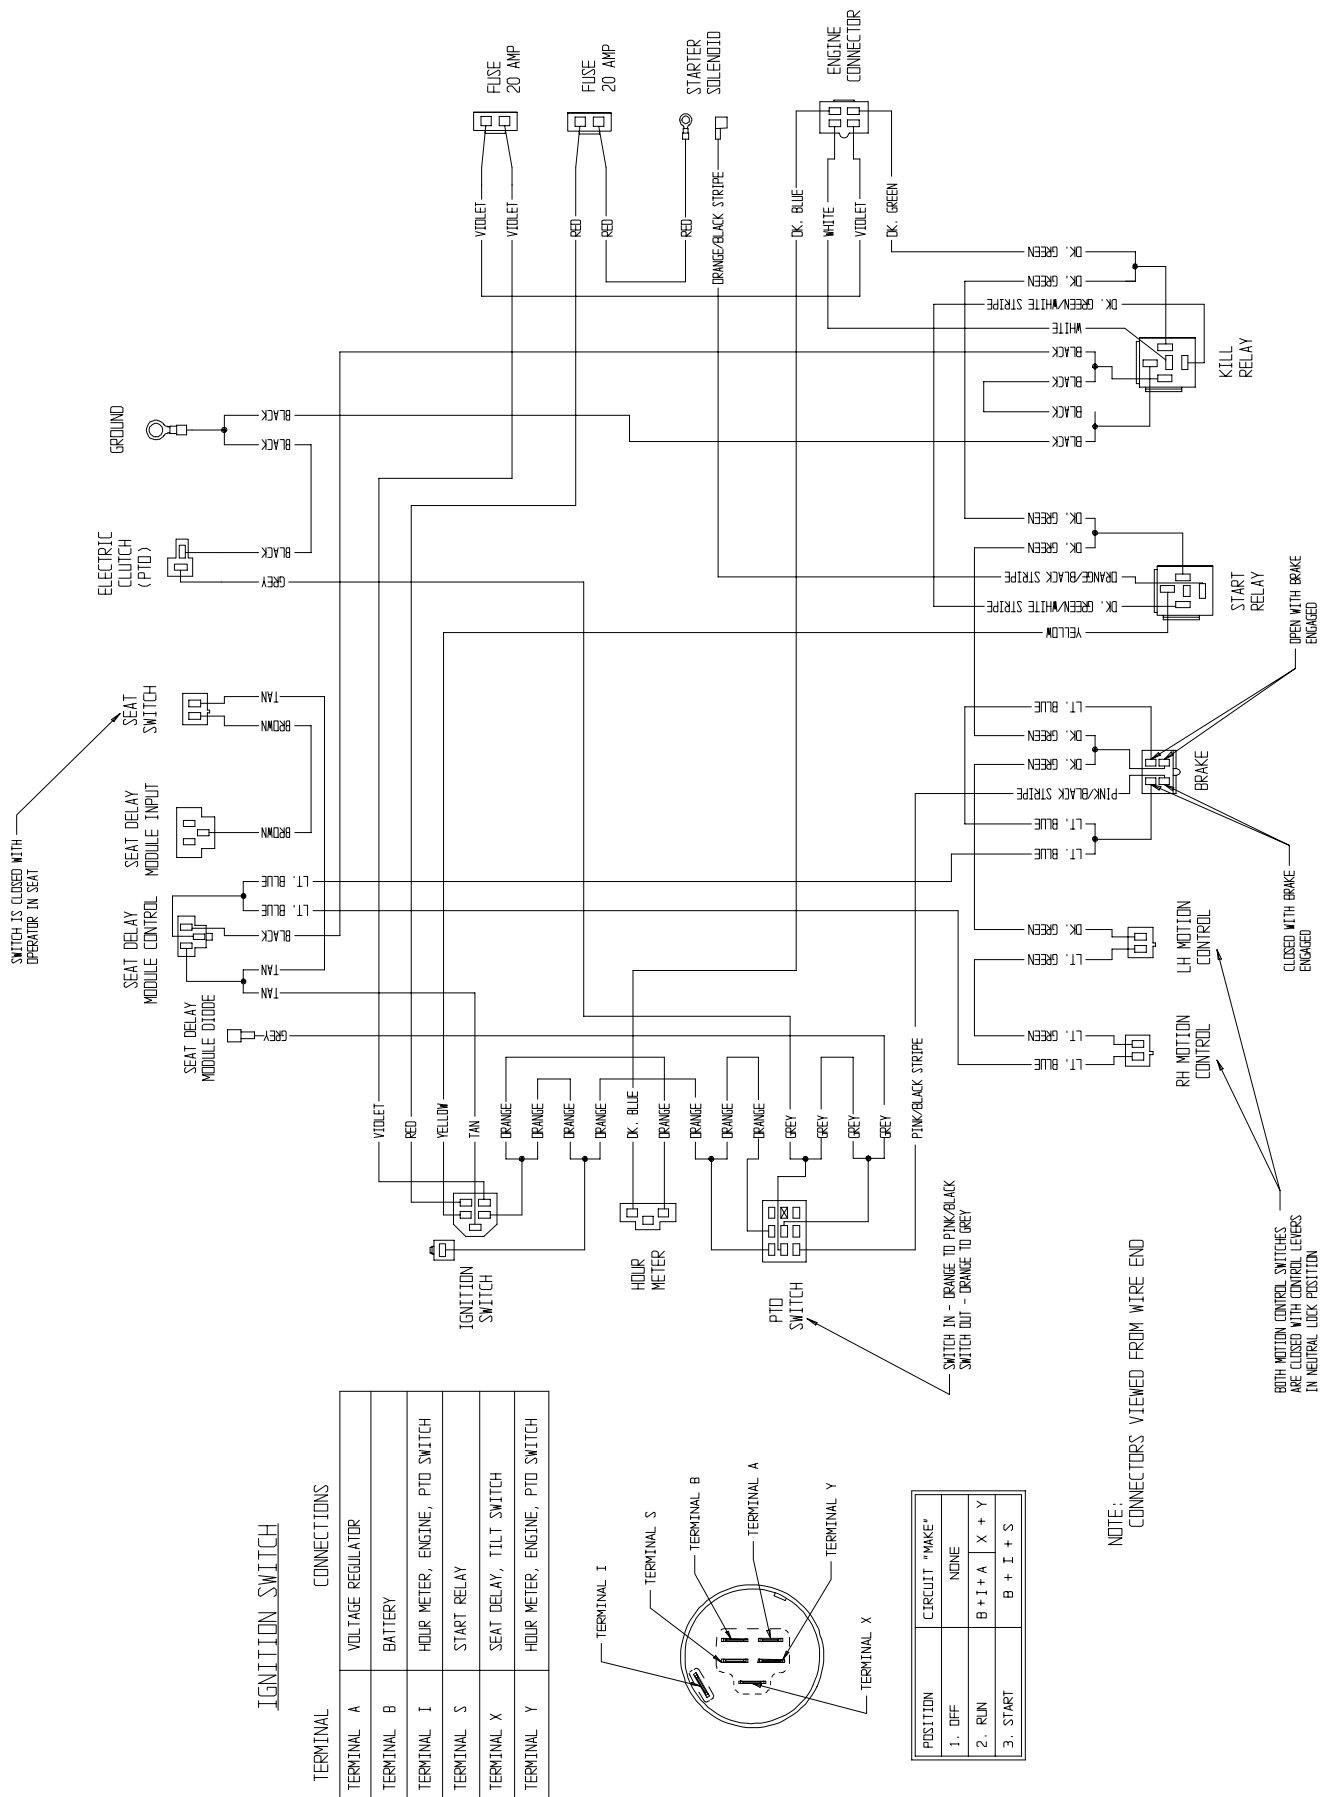 IGNITION SWITCH
TERMINAL CONNECTIONS
TERMINAL A VOLTAGE REGULATOR
TERMINAL B BATTERY
TERMINAL I HOUR METER, ENGINE, PTO SWITCH
TERMINAL S START RELAY
TERMINAL X SEAT DELAY, TILT SWITCH
TERMINAL Y HOUR METER, ENGINE, PTO SWITCH
TERMINAL I
TERMINAL S
TERMINAL B
TERMINAL A
TERMINAL Y
TERMINAL X
POSITION CIRCUIT "MAKE"
1. OFF NONE
2. RUN B+I+A X + Y
3. START B + I + S
NOTE:
CONNECTORS VIEWED FROM WIRE END
SWITCH IS CLOSED WITH
OPERATOR IN SEAT
SEAT DELAY
MODULE DIODE
SEAT DELAY
MODULE CONTROL
SEAT DELAY
MODULE INPUT
SEAT
SWITCH
ELECTRIC
CLUTCH
(PTO)
GROUND
GREY
TAN
TAN
BLACK
LT. BLUE
LT. BLUE
BROWN
BROWN
TAN
GREY
BLACK
BLACK
BLACK
IGNITION
SWITCH
HOUR
METER
PTO
SWITCH
SWITCH IN - ORANGE TO PINK/BLACK
SWITCH OUT - ORANGE TO GREY
VIOLET
RED
YELLOW
TAN
ORANGE
ORANGE
ORANGE
ORANGE
DK. BLUE
ORANGE
ORANGE
ORANGE
ORANGE
GREY
GREY
GREY
GREY
PINK/BLACK STRIPE
FUSE
20 AMP
FUSE
20 AMP
STARTER
SOLENOID
ENGINE
CONNECTOR
VIOLET
VIOLET
RED
RED
RED
ORANGE/BLACK STRIPE
DK. BLUE
WHITE
VIOLET
DK. GREEN
LT. BLUE
LT. GREEN
LT. GREEN
DK. GREEN
LT. BLUE
LT. BLUE
PINK/BLACK STRIPE
DK. GREEN
DK. GREEN
LT. BLUE
YELLOW
DK. GREEN/WHITE STRIPE
ORANGE/BLACK STRIPE
DK. GREEN
DK. GREEN
BLACK
BLACK
BLACK
BLACK
WHITE
DK. GREEN/WHITE STRIPE
DK. GREEN
DK. GREEN
RH MOTION
CONTROL
LH MOTION
CONTROL
BRAKE
START
RELAY
KILL
RELAY
BOTH MOTION CONTROL SWITCHES
ARE CLOSED WITH CONTROL LEVERS
IN NEUTRAL LOCK POSITION
CLOSED WITH BRAKE
ENGAGED
OPEN WITH BRAKE
ENGAGED